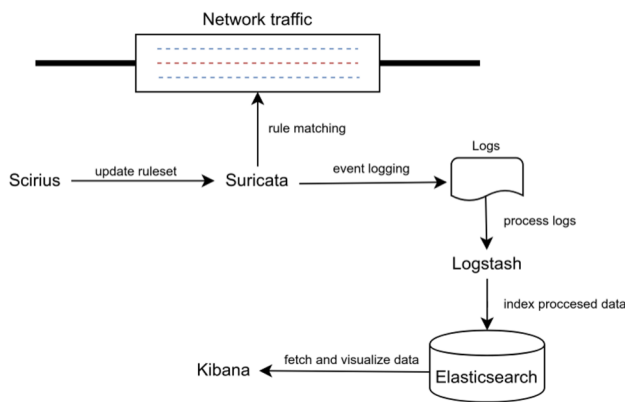 Network traffic
rule matching
Logs
Scirius
update ruleset
Suricata
event logging
process logs
Logstash
index proccesed data
Kibana
fetch and visualize data
Elasticsearch